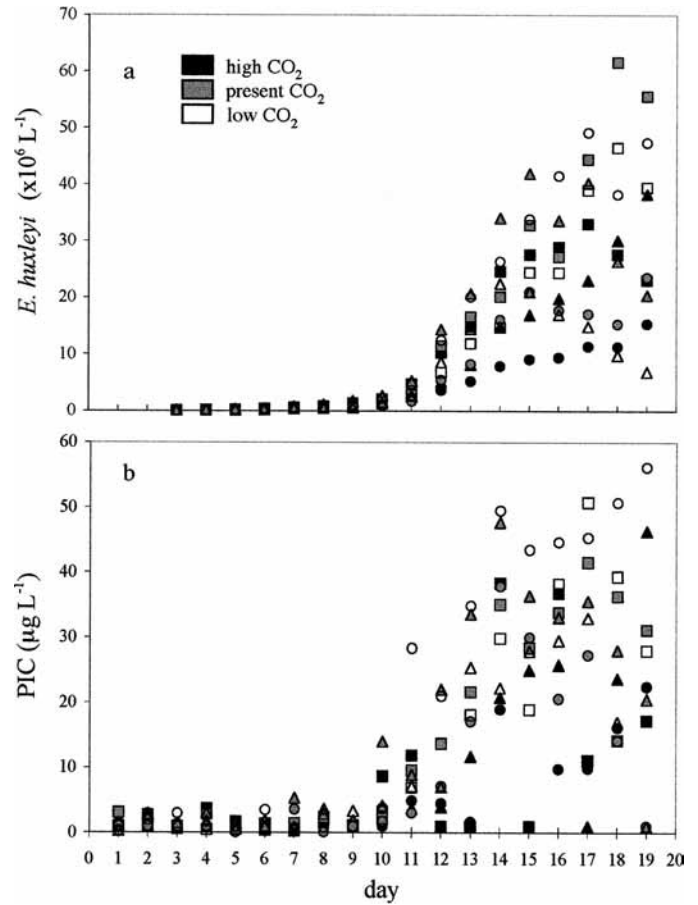 70
60
50
40
30
20
10
0
E. huxleyi (x10⁶ L⁻¹)
a
high CO₂
present CO₂
low CO₂
60
50
40
30
20
10
0
PIC (µg L⁻¹)
b
0 1 2 3 4 5 6 7 8 9 10 11 12 13 14 15 16 17 18 19 20
day